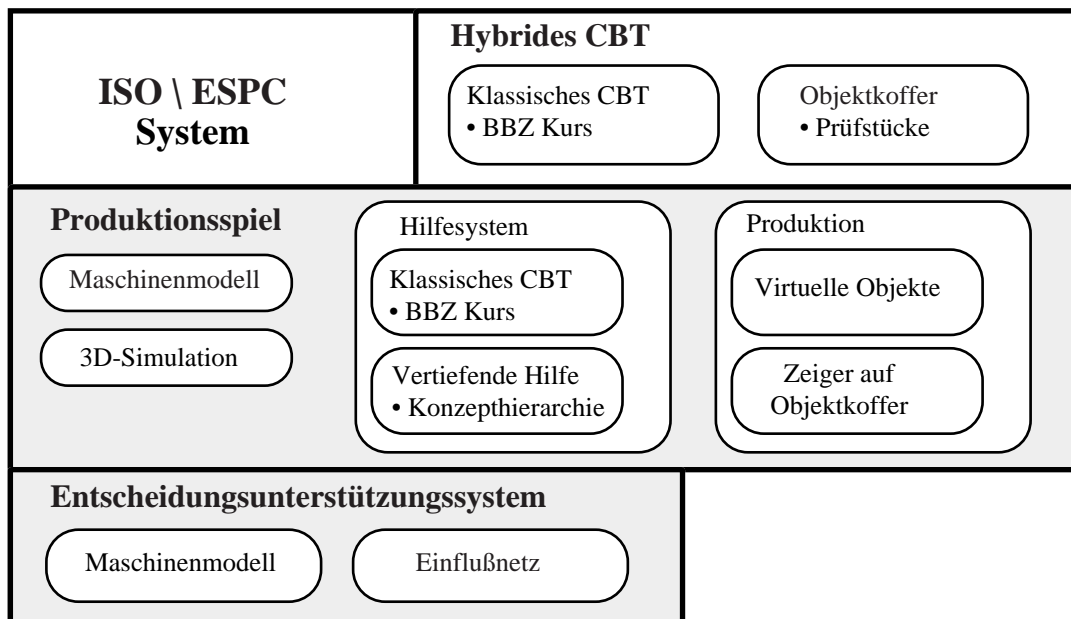 ISO \ ESPC
System
Hybrides CBT
Klassisches CBT
• BBZ Kurs
Objektkoffer
• Prüfstücke
Produktionsspiel
Maschinenmodell
3D-Simulation
Hilfesystem
Klassisches CBT
• BBZ Kurs
Vertiefende Hilfe
• Konzepthierarchie
Produktion
Virtuelle Objekte
Zeiger auf
Objektkoffer
Entscheidungsunterstützungssystem
Maschinenmodell
Einflußnetz